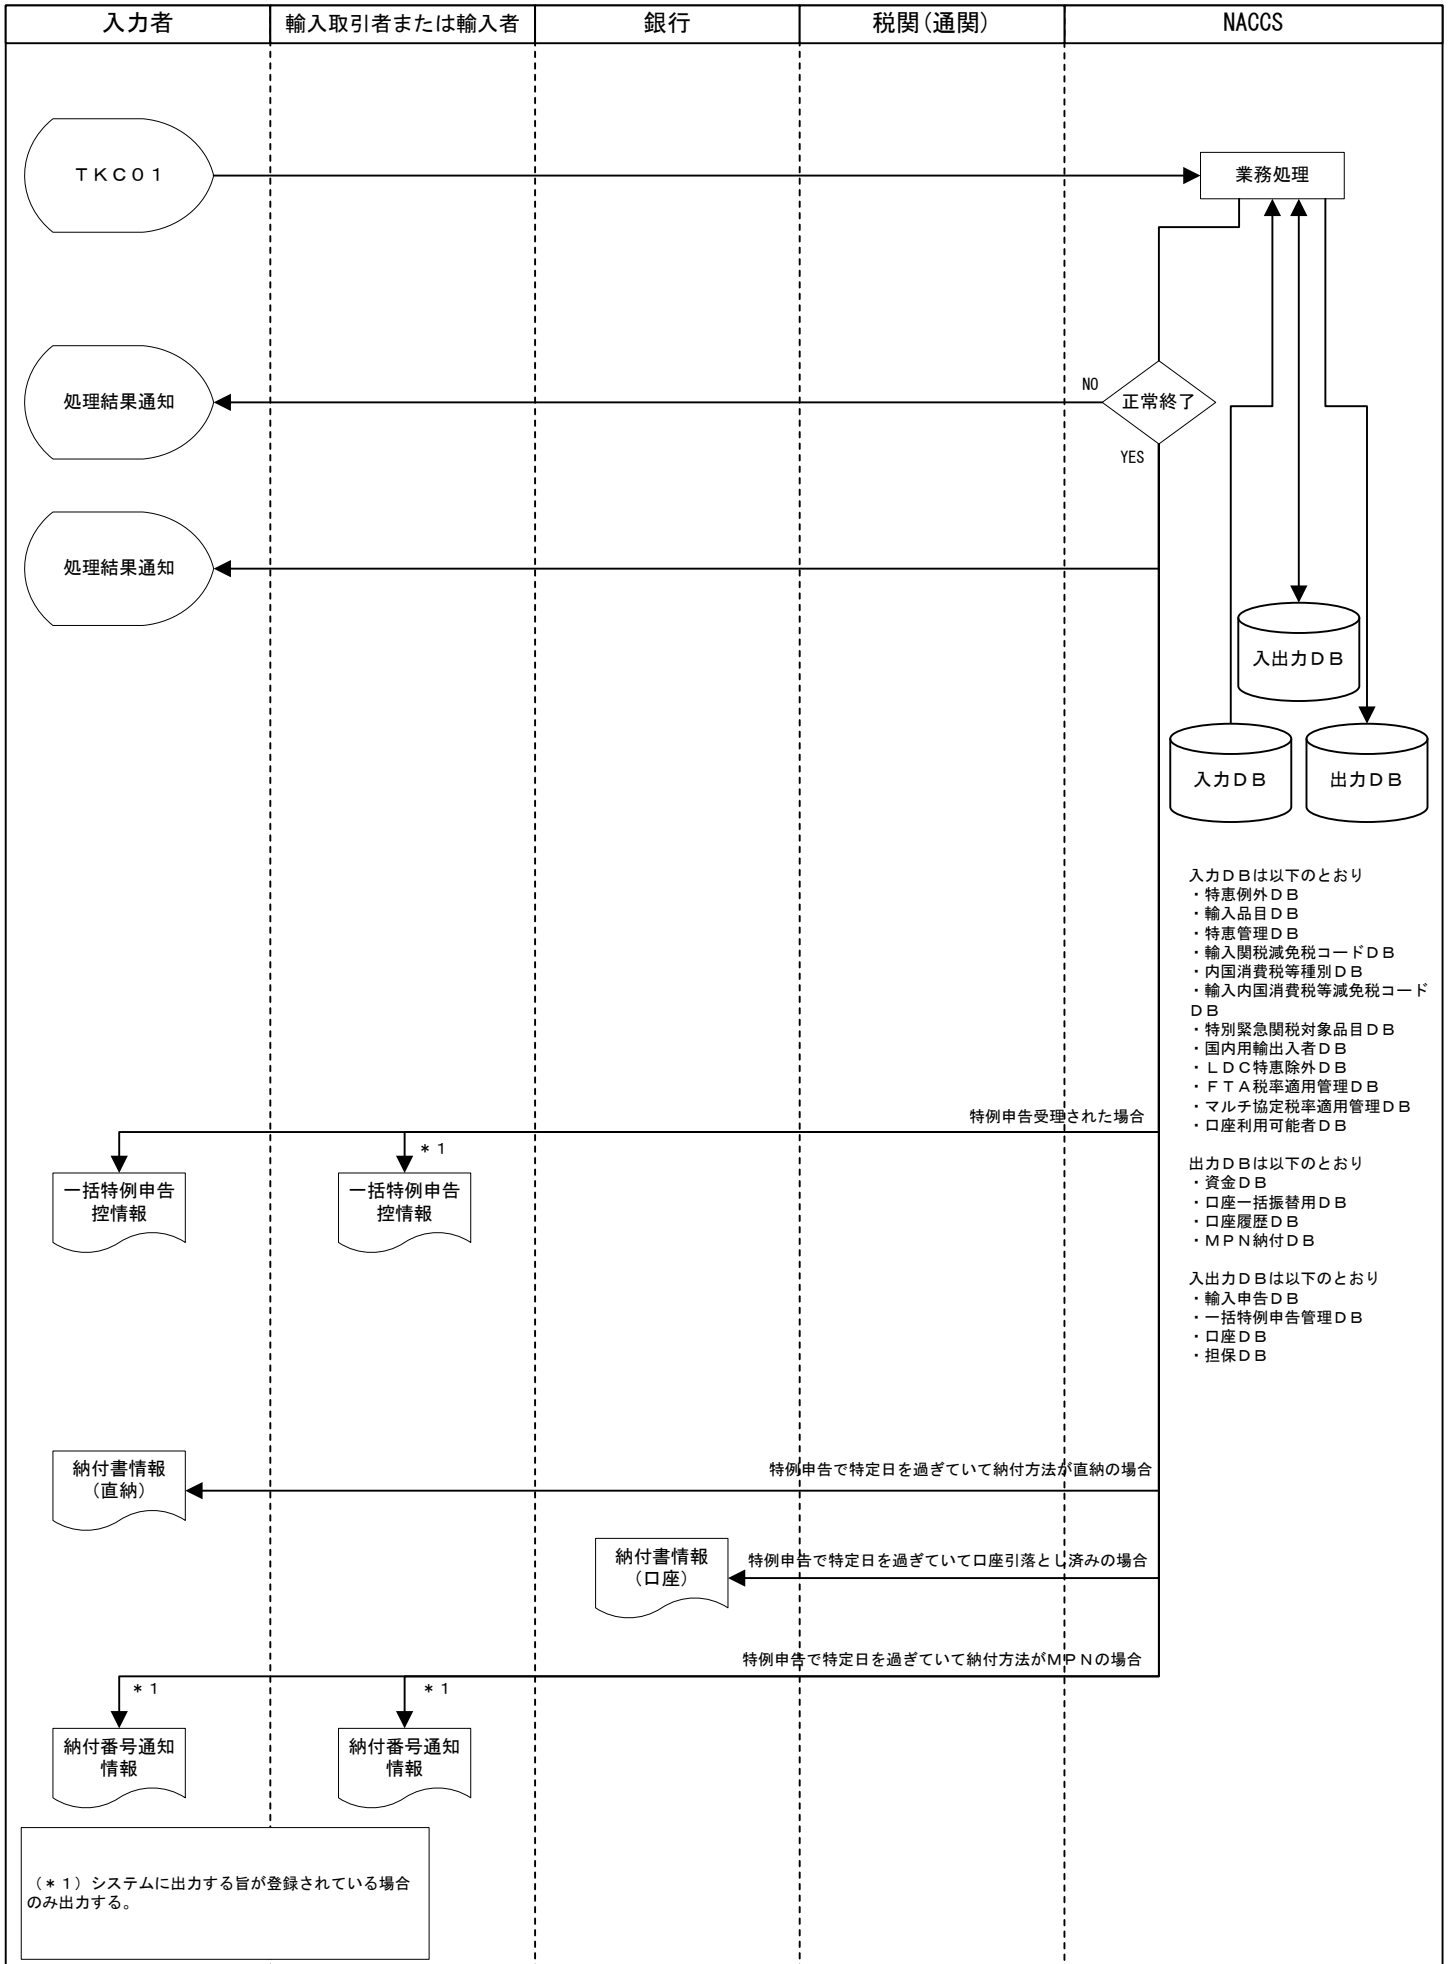 入力者
輸入取引者または輸入者
銀行
税関(通関)
NACCS
ＴＫＣ０１
業務処理
処理結果通知
NO
正常終了
YES
処理結果通知
入出力ＤＢ
入力ＤＢ
出力ＤＢ
入力ＤＢは以下のとおり
・特恵例外ＤＢ
・輸入品目ＤＢ
・特恵管理ＤＢ
・輸入関税減免税コードＤＢ
・内国消費税等種別ＤＢ
・輸入内国消費税等減免税コード
ＤＢ
・特別緊急関税対象品目ＤＢ
・国内用輸出入者ＤＢ
・ＬＤＣ特恵除外ＤＢ
・ＦＴＡ税率適用管理ＤＢ
・マルチ協定税率適用管理ＤＢ
・口座利用可能者ＤＢ
出力ＤＢは以下のとおり
・資金ＤＢ
・口座一括振替用ＤＢ
・口座履歴ＤＢ
・ＭＰＮ納付ＤＢ
入出力ＤＢは以下のとおり
・輸入申告ＤＢ
・一括特例申告管理ＤＢ
・口座ＤＢ
・担保ＤＢ
特例申告受理された場合
＊１
一括特例申告
控情報
一括特例申告
控情報
特例申告で特定日を過ぎていて納付方法が直納の場合
納付書情報
（直納）
特例申告で特定日を過ぎていて口座引落とし済みの場合
納付書情報
（口座）
特例申告で特定日を過ぎていて納付方法がＭＰＮの場合
＊１
＊１
納付番号通知
情報
納付番号通知
情報
（＊１）システムに出力する旨が登録されている場合
のみ出力する。